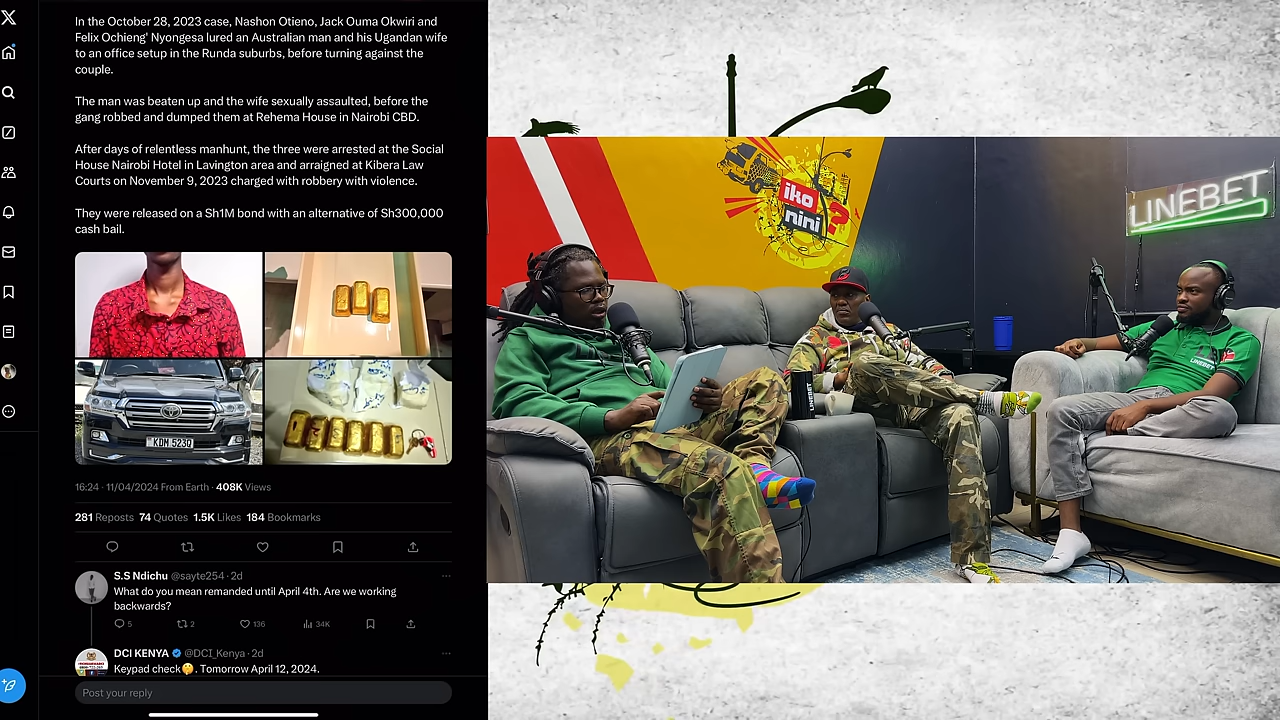 In the October 28, 2023 case, Nashon Otieno, Jack Ouma Okwiri and
Felix Ochieng' Nyongesa lured an Australian man and his Ugandan wife
to an office setup in the Runda suburbs, before turning against the
couple.
The man was beaten up and the wife sexually assaulted, before the
gang robbed and dumped them at Rehema House in Nairobi CBD.
After days of relentless manhunt, the three were arrested at the Social
House Nairobi Hotel in Lavington area and arraigned at Kibera Law
Courts on November 9, 2023 charged with robbery with violence.
They were released on a Sh1M bond with an alternative of Sh300,000
cash bail.
KDM 523Q
16:24 · 11/04/2024 From Earth · 408K Views
281 Reposts 74 Quotes 1.5K Likes 184 Bookmarks
S.S Ndichu @sayte254 · 2d
What do you mean remanded until April 4th. Are we working
backwards?
5 2 136 34K
DCI KENYA @DCI_Kenya · 2d
Keypad check🤔. Tomorrow April 12, 2024.
Post your reply
iko
nini
?
LINEBET
LINEBET
LINEBET